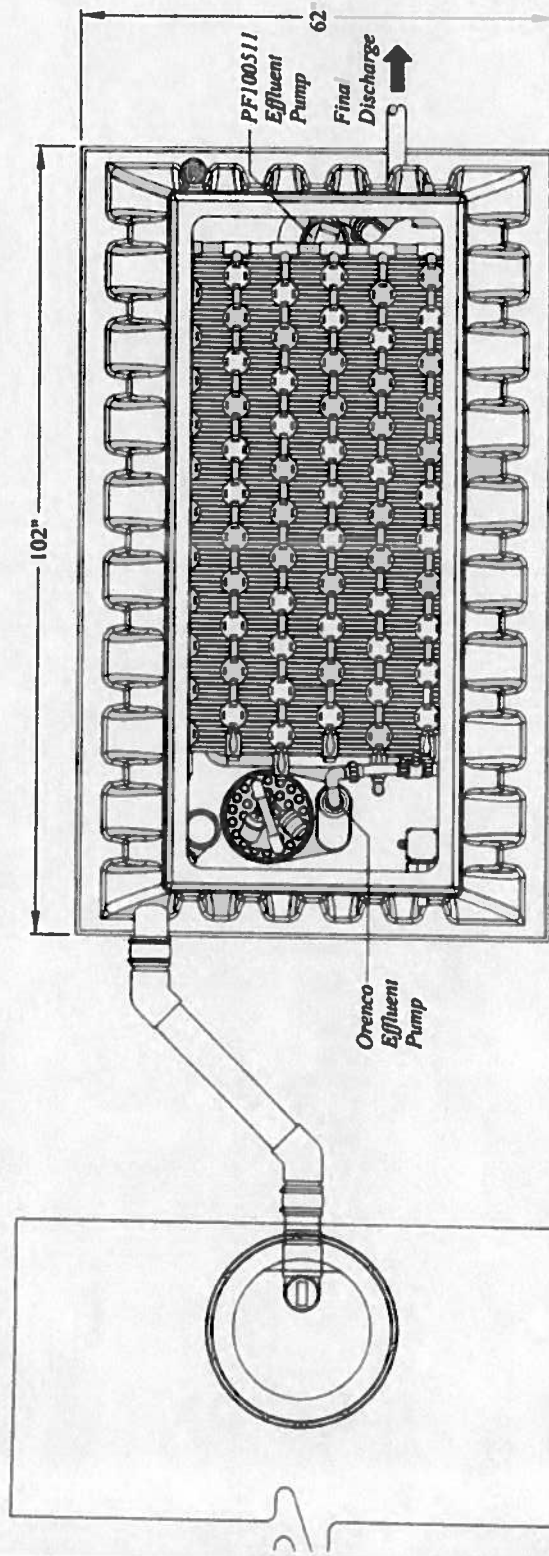 62"
102"
PF100511
Effluent
Pump
Final
Discharge
Orenco
Effluent
Pump